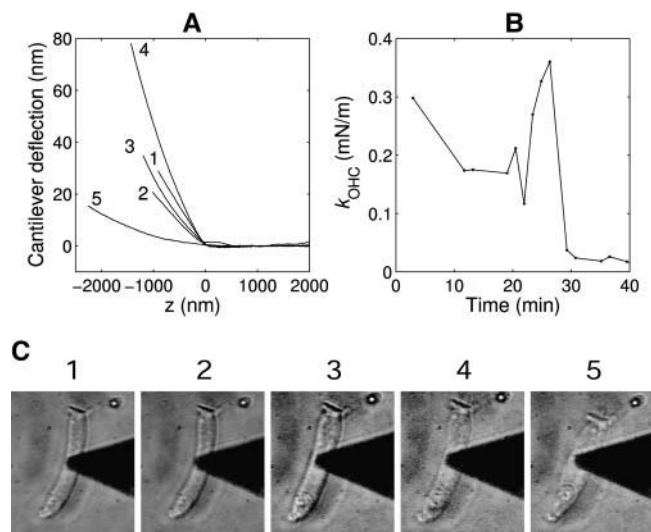 A
Cantilever deflection (nm)
80
60
40
20
0
4
3
1
2
5
−2000 −1000 0 1000 2000
z (nm)
B
k_OHC (mN/m)
0.4
0.3
0.2
0.1
0
0 10 20 30 40
Time (min)
C
1 2 3 4 5